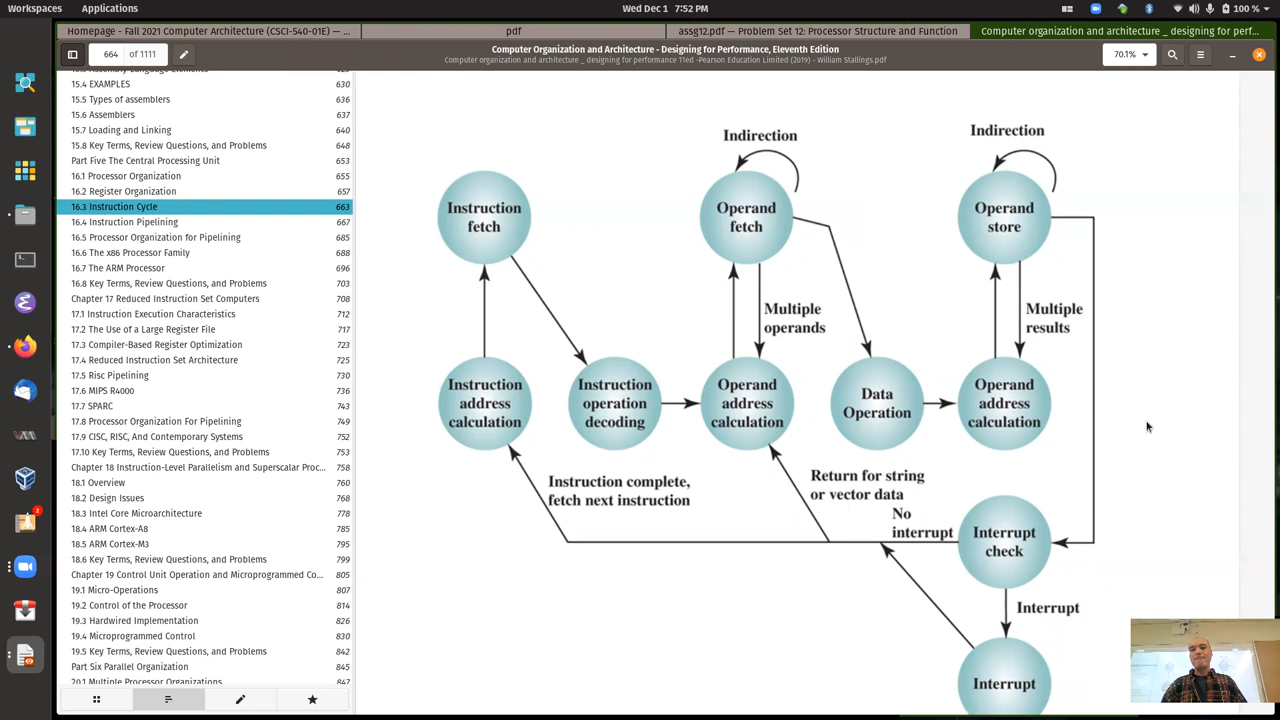 Workspaces Applications Wed Dec 1 7:52 PM 100 %
Homepage - Fall 2021 Computer Architecture (CSCI-540-01E) — ... pdf assg12.pdf — Problem Set 12: Processor Structure and Function Computer organization and architecture _ designing for perf...
664 of 1111 Computer Organization and Architecture - Designing for Performance, Eleventh Edition 70.1%
Computer organization and architecture _ designing for performance 11ed -Pearson Education Limited (2019) - William Stallings.pdf
15.4 EXAMPLES 630
15.5 Types of assemblers 636
15.6 Assemblers 637
15.7 Loading and Linking 640
15.8 Key Terms, Review Questions, and Problems 648
Part Five The Central Processing Unit 653
16.1 Processor Organization 655
16.2 Register Organization 657
16.3 Instruction Cycle 663
16.4 Instruction Pipelining 667
16.5 Processor Organization for Pipelining 685
16.6 The x86 Processor Family 688
16.7 The ARM Processor 696
16.8 Key Terms, Review Questions, and Problems 703
Chapter 17 Reduced Instruction Set Computers 708
17.1 Instruction Execution Characteristics 712
17.2 The Use of a Large Register File 717
17.3 Compiler-Based Register Optimization 723
17.4 Reduced Instruction Set Architecture 725
17.5 Risc Pipelining 730
17.6 MIPS R4000 736
17.7 SPARC 743
17.8 Processor Organization For Pipelining 749
17.9 CISC, RISC, And Contemporary Systems 752
17.10 Key Terms, Review Questions, and Problems 753
Chapter 18 Instruction-Level Parallelism and Superscalar Proc... 758
18.1 Overview 760
18.2 Design Issues 768
18.3 Intel Core Microarchitecture 778
18.4 ARM Cortex-A8 785
18.5 ARM Cortex-M3 795
18.6 Key Terms, Review Questions, and Problems 799
Chapter 19 Control Unit Operation and Microprogrammed Co... 805
19.1 Micro-Operations 807
19.2 Control of the Processor 814
19.3 Hardwired Implementation 826
19.4 Microprogrammed Control 830
19.5 Key Terms, Review Questions, and Problems 842
Part Six Parallel Organization 845
20.1 Multiple Processor Organizations 847
2
Indirection
Indirection
Instruction
fetch
Operand
fetch
Operand
store
Multiple
operands
Multiple
results
Instruction
address
calculation
Instruction
operation
decoding
Operand
address
calculation
Data
Operation
Operand
address
calculation
Instruction complete,
fetch next instruction
Return for string
or vector data
No
interrupt
Interrupt
check
Interrupt
Interrupt